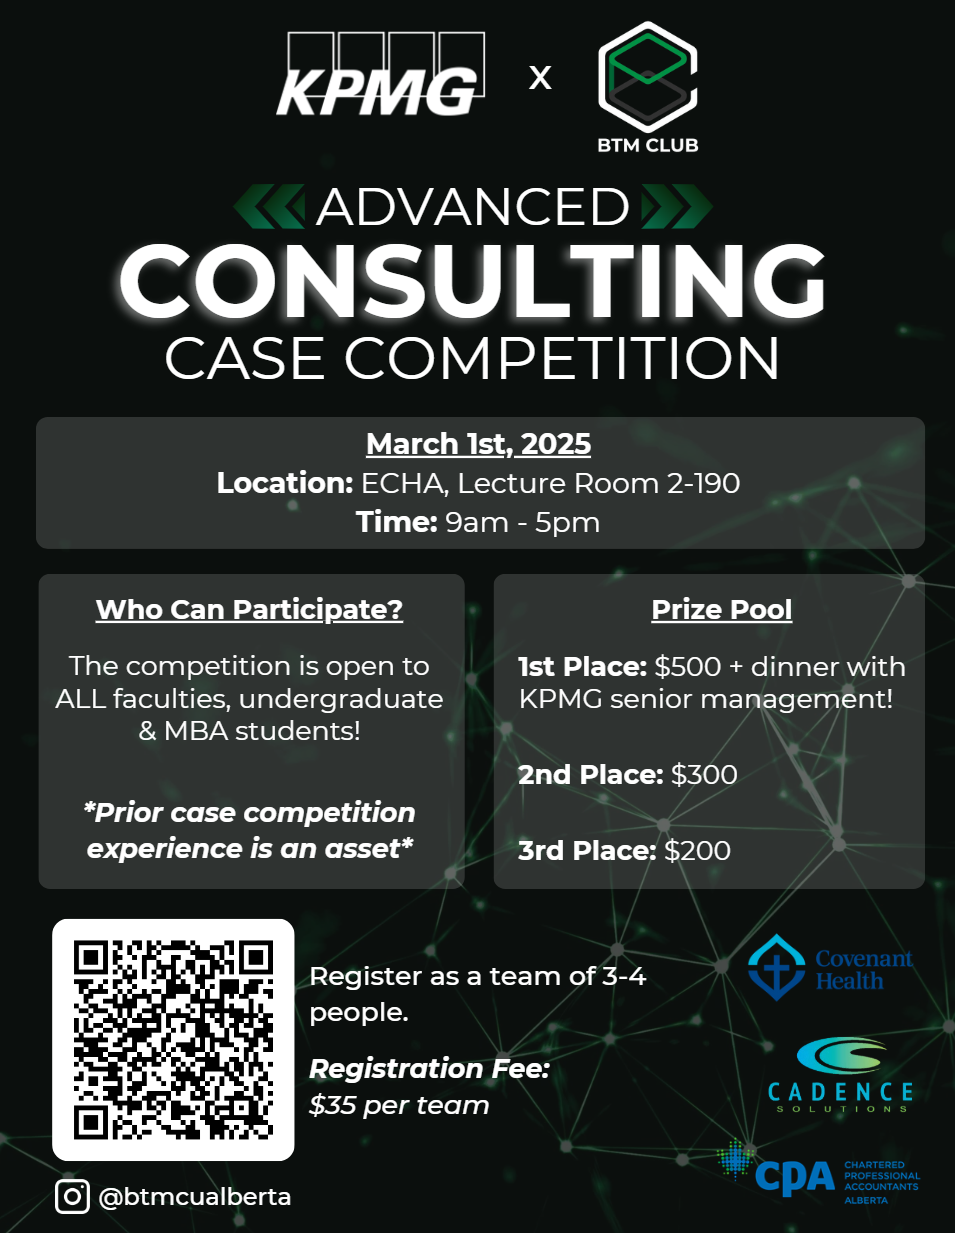 KPMG
x
BTM CLUB
ADVANCED
CONSULTING
CASE COMPETITION
March 1st, 2025
Location: ECHA, Lecture Room 2-190
Time: 9am - 5pm
Who Can Participate?
The competition is open to
ALL faculties, undergraduate
& MBA students!
*Prior case competition
experience is an asset*
Prize Pool
1st Place: $500 + dinner with
KPMG senior management!
2nd Place: $300
3rd Place: $200
Register as a team of 3-4
people.
Registration Fee:
$35 per team
@btmcualberta
Covenant
Health
CADENCE
SOLUTIONS
CPA
CHARTERED
PROFESSIONAL
ACCOUNTANTS
ALBERTA